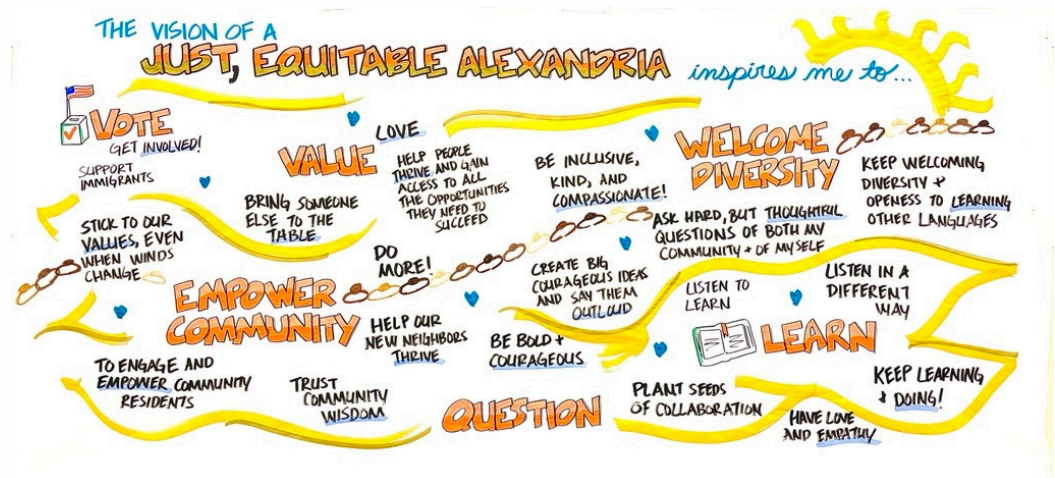 THE VISION OF A
JUST, EQUITABLE ALEXANDRIA
inspires me to...
VOTE
GET INVOLVED!
SUPPORT
IMMIGRANTS
STICK TO OUR
VALUES, EVEN
WHEN WINDS
CHANGE
VALUE
LOVE
HELP PEOPLE
THRIVE AND GAIN
ACCESS TO ALL
THE OPPORTUNITIES
THEY NEED TO
SUCCEED
BRING SOMEONE
ELSE TO THE
TABLE
BE INCLUSIVE,
KIND, AND
COMPASSIONATE!
WELCOME
DIVERSITY
KEEP WELCOMING
DIVERSITY +
OPENESS TO LEARNING
OTHER LANGUAGES
ASK HARD, BUT THOUGHTFUL
QUESTIONS OF BOTH MY
COMMUNITY + OF MY SELF
EMPOWER
COMMUNITY
DO
MORE!
HELP OUR
NEW NEIGHBORS
THRIVE
CREATE BIG
COURAGEOUS IDEAS
AND SAY THEM
OUTLOUD
BE BOLD +
COURAGEOUS
TO ENGAGE AND
EMPOWER COMMUNITY
RESIDENTS
TRUST
COMMUNITY
WISDOM
LISTEN TO
LEARN
LISTEN IN A
DIFFERENT
WAY
LEARN
KEEP LEARNING
& DOING!
QUESTION
PLANT SEEDS
OF COLLABORATION
HAVE LOVE
AND EMPATHY